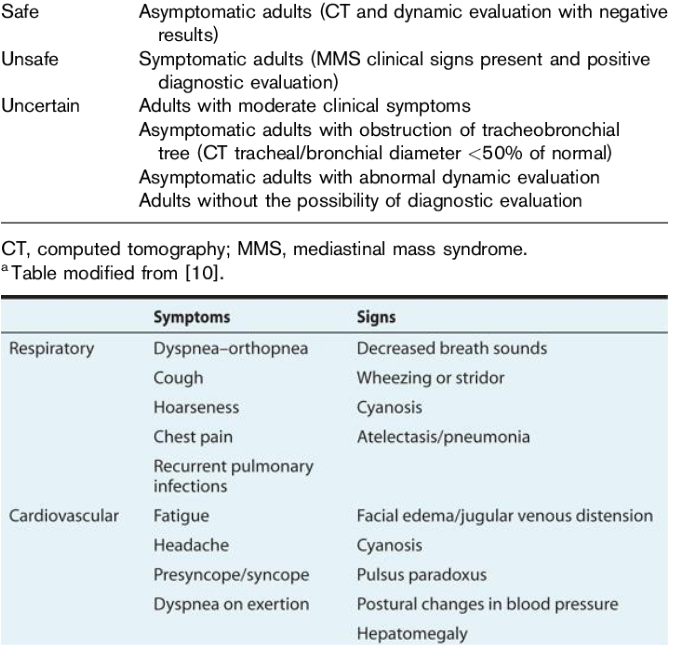 Safe Asymptomatic adults (CT and dynamic evaluation with negative
results)
Unsafe Symptomatic adults (MMS clinical signs present and positive
diagnostic evaluation)
Uncertain Adults with moderate clinical symptoms
Asymptomatic adults with obstruction of tracheobronchial
tree (CT tracheal/bronchial diameter <50% of normal)
Asymptomatic adults with abnormal dynamic evaluation
Adults without the possibility of diagnostic evaluation
CT, computed tomography; MMS, mediastinal mass syndrome.
a Table modified from [10].
Symptoms Signs
Respiratory Dyspnea–orthopnea Decreased breath sounds
Cough Wheezing or stridor
Hoarseness Cyanosis
Chest pain Atelectasis/pneumonia
Recurrent pulmonary
infections
Cardiovascular Fatigue Facial edema/jugular venous distension
Headache Cyanosis
Presyncope/syncope Pulsus paradoxus
Dyspnea on exertion Postural changes in blood pressure
Hepatomegaly